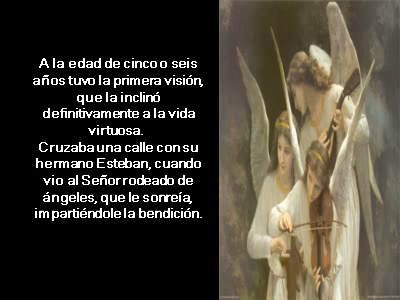 A la edad de cinco o seis
años tuvo la primera visión,
que la inclinó
definitivamente a la vida
virtuosa.
Cruzaba una calle con su
hermano Esteban, cuando
vio al Señor rodeado de
ángeles, que le sonreía,
impartiéndole la bendición.